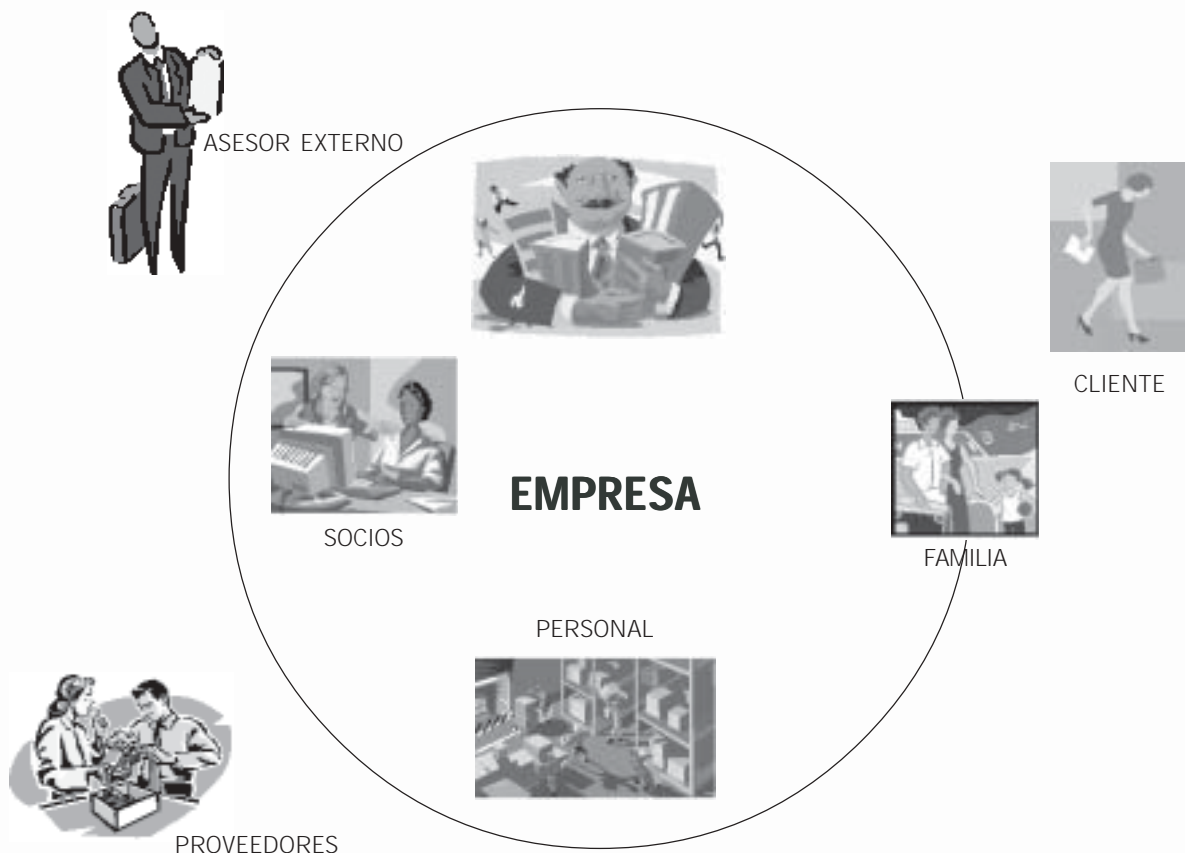 ASESOR EXTERNO
CLIENTE
EMPRESA
SOCIOS
FAMILIA
PERSONAL
PROVEEDORES